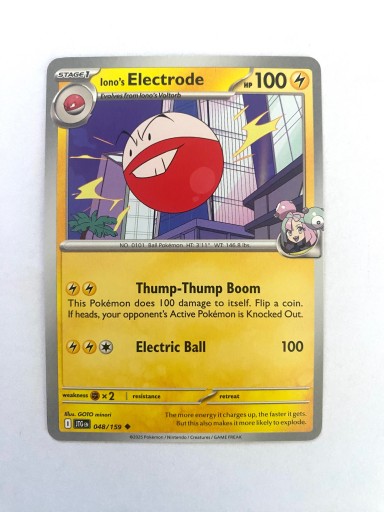 STAGE 1
Iono's Electrode HP 100
Evolves from Iono's Voltorb
NO. 0101 Ball Pokémon HT: 3'11" WT: 146.8 lbs
Thump-Thump Boom
This Pokémon does 100 damage to itself. Flip a coin.
If heads, your opponent's Active Pokémon is Knocked Out.
Electric Ball 100
weakness × 2 resistance retreat
Illus. GOTO minori
The more energy it charges up, the faster it gets.
But this also makes it more likely to explode.
JTG EN 048/159
©2025 Pokémon / Nintendo / Creatures / GAME FREAK